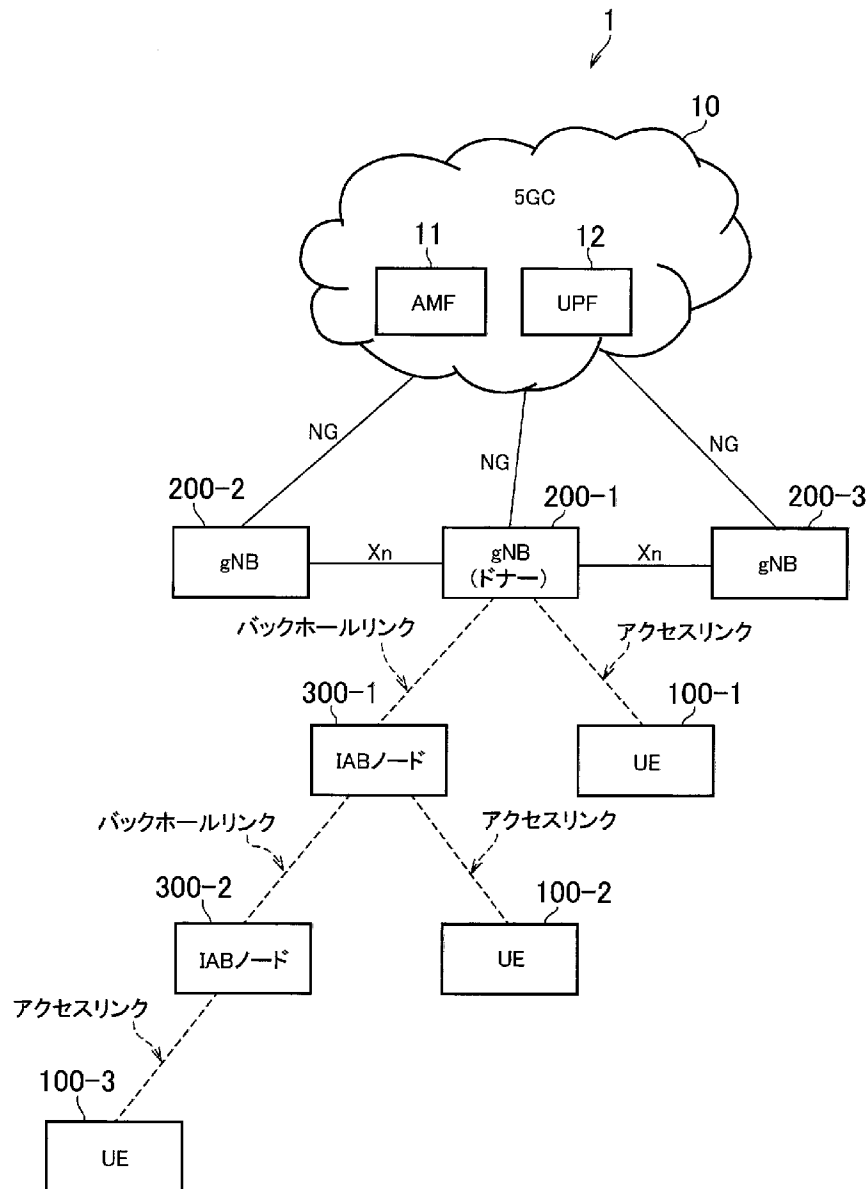 1
10
5GC
11
12
AMF
UPF
NG
NG
NG
200-2
200-1
200-3
gNB
Xn
gNB
(ドナー)
Xn
gNB
バックホールリンク
アクセスリンク
300-1
100-1
IABノード
UE
バックホールリンク
アクセスリンク
300-2
100-2
IABノード
UE
アクセスリンク
100-3
UE